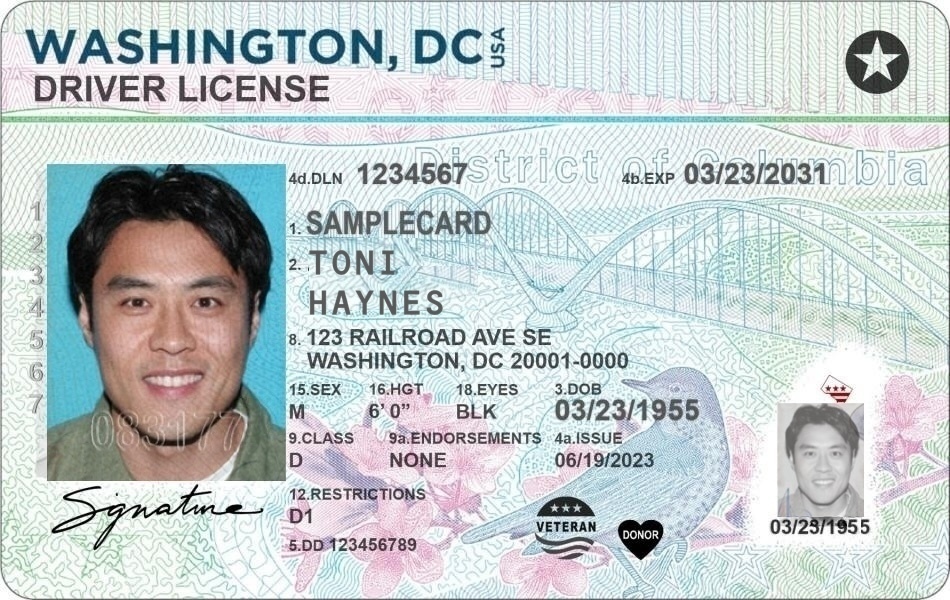 WASHINGTON, DC USA
DRIVER LICENSE
District of Columbia
4d.DLN 1234567 4b.EXP 03/23/2031
1. SAMPLECARD
2. TONI
HAYNES
8. 123 RAILROAD AVE SE
WASHINGTON, DC 20001-0000
15.SEX 16.HGT 18.EYES 3.DOB
M 6' 0" BLK 03/23/1955
9.CLASS 9a.ENDORSEMENTS 4a.ISSUE
D NONE 06/19/2023
12.RESTRICTIONS
D1
5.DD 123456789
VETERAN
DONOR
03/23/1955
Signature
1
2
3
4
5
6
7